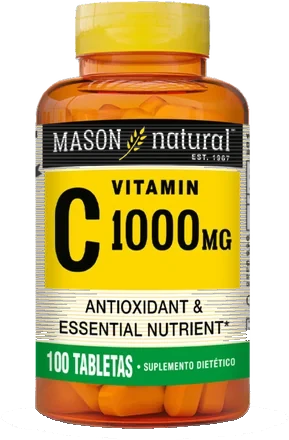 MASON natural
EST. 1967
VITAMIN
C 1000MG
ANTIOXIDANT &
ESSENTIAL NUTRIENT*
100 TABLETAS • SUPLEMENTO DIETÉTICO